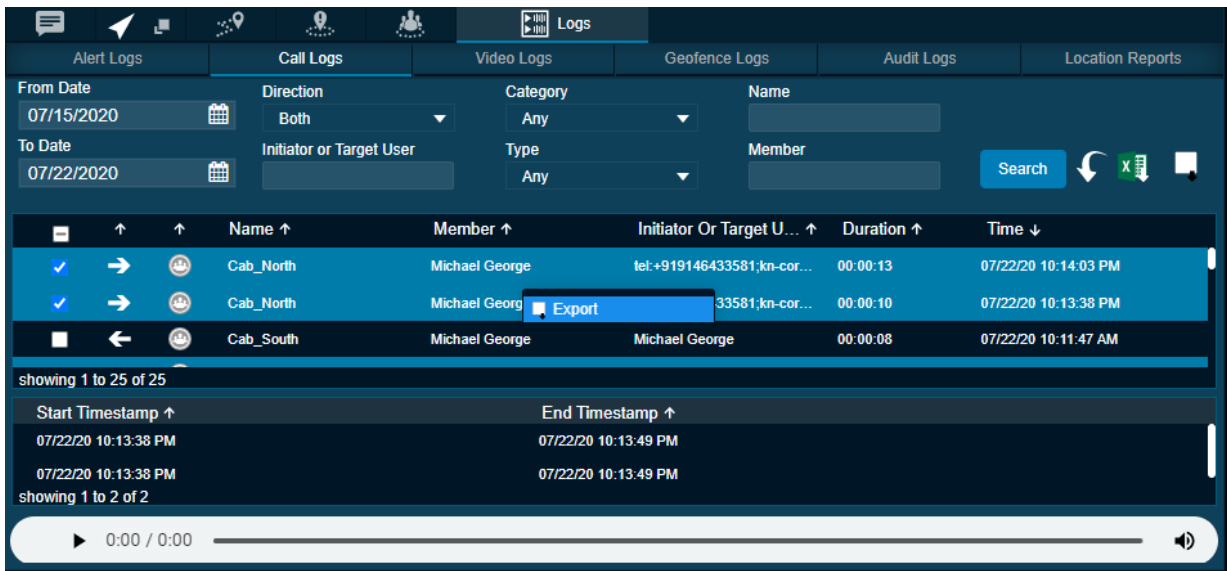 Logs
Alert Logs Call Logs Video Logs Geofence Logs Audit Logs Location Reports
From Date Direction Category Name
07/15/2020 Both Any
To Date Initiator or Target User Type Member
07/22/2020 Any Search
Name Member Initiator Or Target U... Duration Time
Cab_North Michael George tel:+919146433581;kn-cor... 00:00:13 07/22/20 10:14:03 PM
Cab_North Michael Georg Export 33581;kn-cor... 00:00:10 07/22/20 10:13:38 PM
Cab_South Michael George Michael George 00:00:08 07/22/20 10:11:47 AM
showing 1 to 25 of 25
Start Timestamp End Timestamp
07/22/20 10:13:38 PM 07/22/20 10:13:49 PM
07/22/20 10:13:38 PM 07/22/20 10:13:49 PM
showing 1 to 2 of 2
0:00 / 0:00